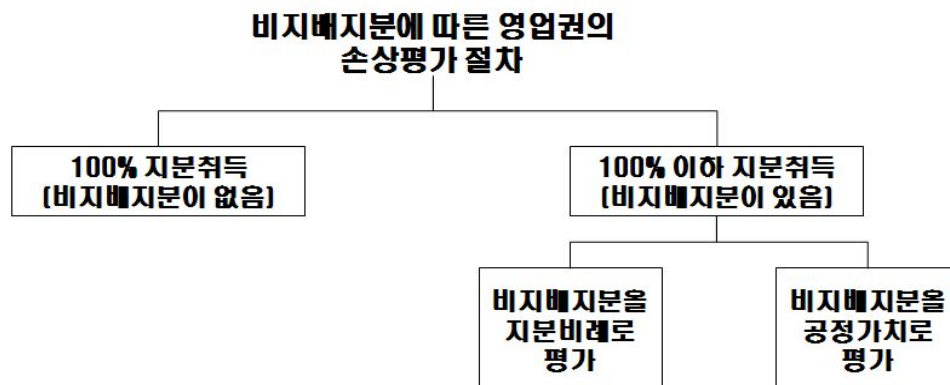 비지배지분에 따른 영업권의
손상평가 절차
100% 지분취득
(비지배지분이 없음)
100% 이하 지분취득
(비지배지분이 있음)
비지배지분을
지분비례로
평가
비지배지분을
공정가치로
평가